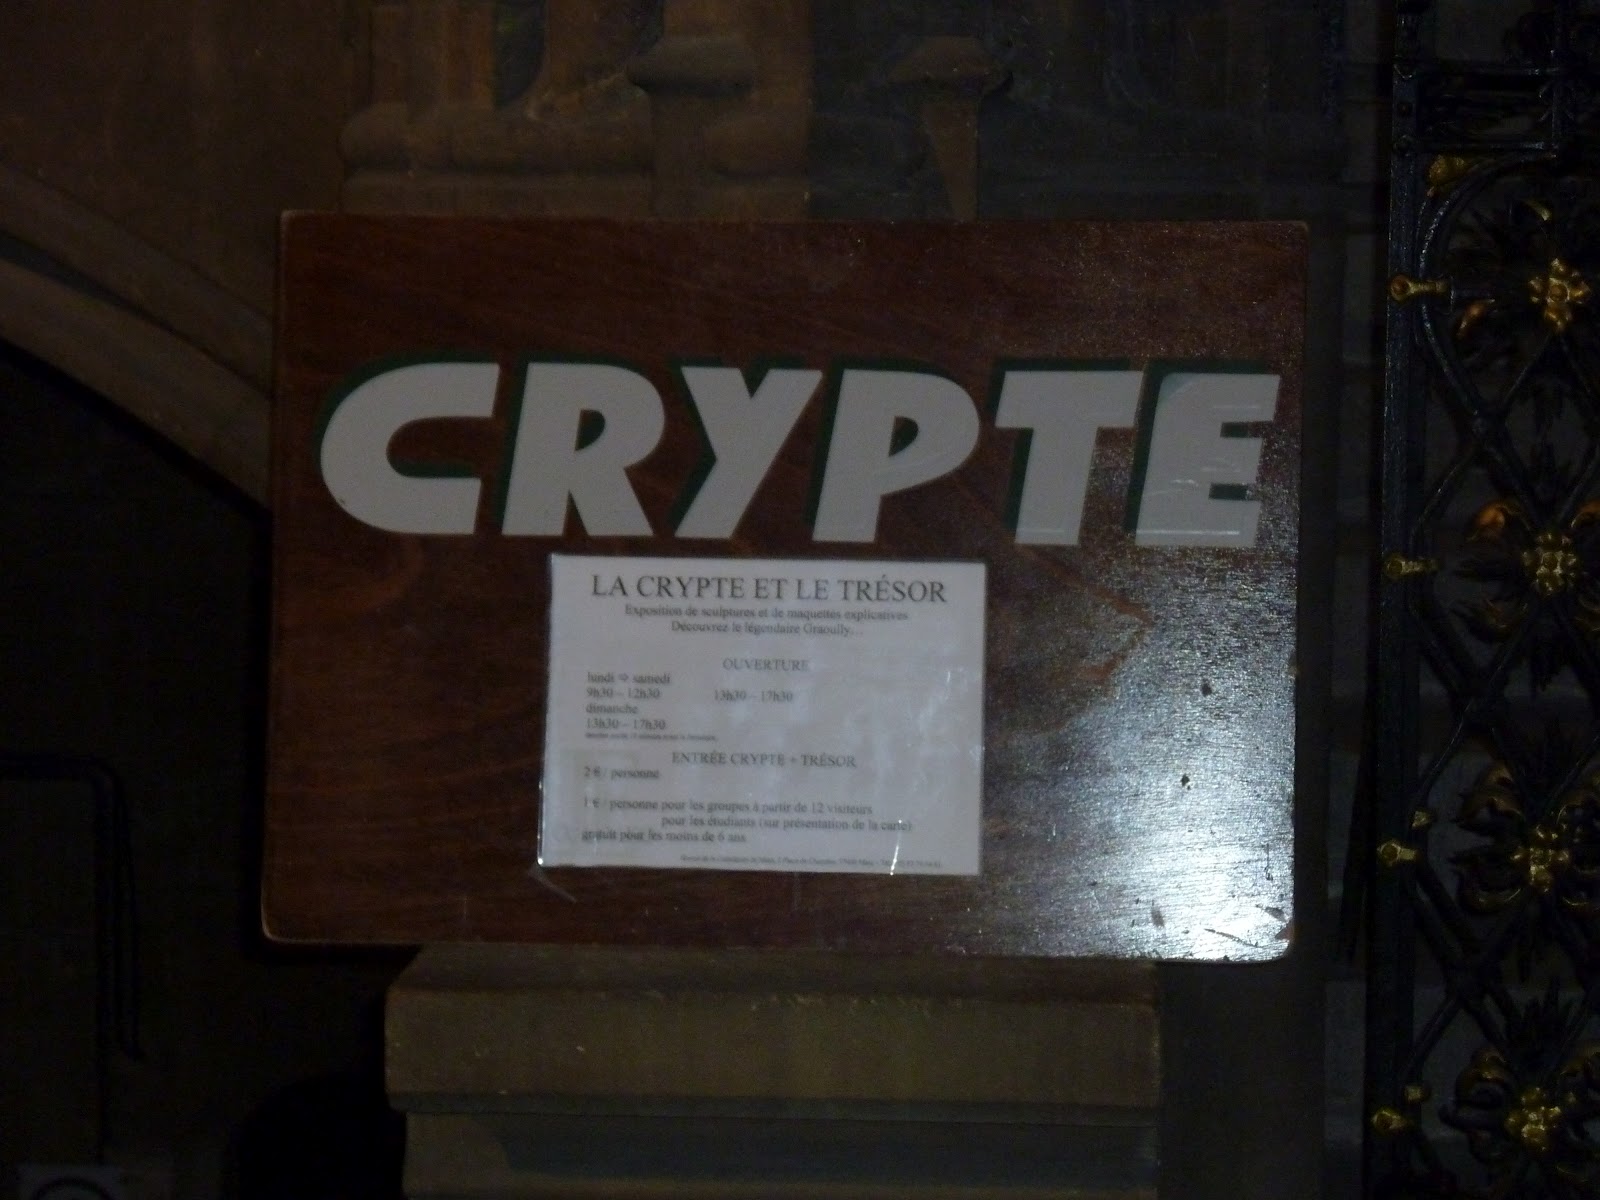 CRYPTE
LA CRYPTE ET LE TRÉSOR
Exposition de sculptures et de maquettes explicatives
Découvrez le légendaire Graoully…
OUVERTURE
lundi ⇨ samedi
9h30 – 12h30 13h30 – 17h30
dimanche
13h30 – 17h30
ENTRÉE CRYPTE + TRÉSOR
2 € / personne
1 € / personne pour les groupes à partir de 12 visiteurs
pour les étudiants (sur présentation de la carte)
gratuit pour les moins de 6 ans